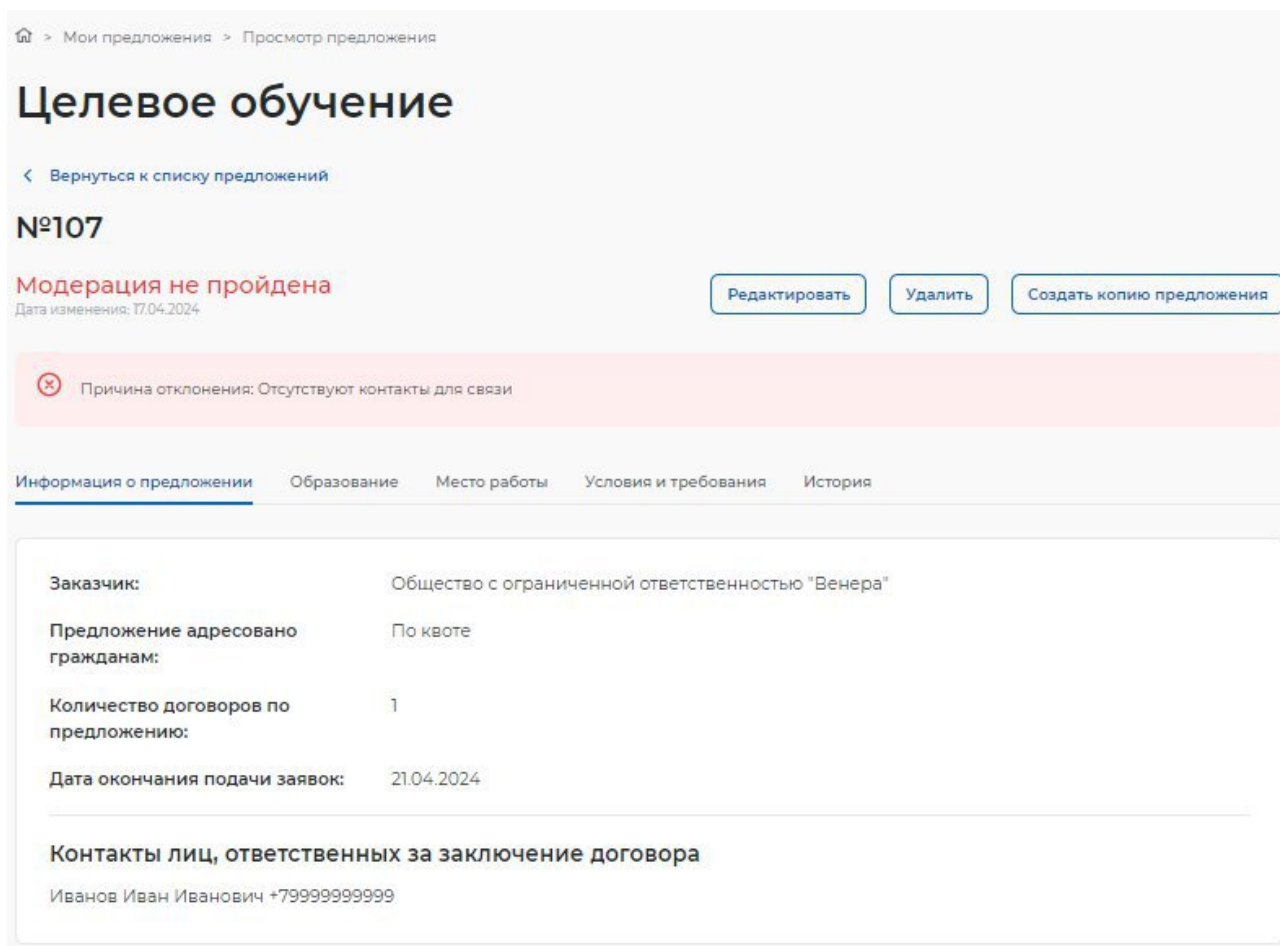 > Мои предложения > Просмотр предложения
Целевое обучение
< Вернуться к списку предложений
№107
Модерация не пройдена
Дата изменения: 17.04.2024
Редактировать Удалить Создать копию предложения
Причина отклонения: Отсутствуют контакты для связи
Информация о предложении Образование Место работы Условия и требования История
Заказчик: Общество с ограниченной ответственностью "Венера"
Предложение адресовано По квоте
гражданам:
Количество договоров по 1
предложению:
Дата окончания подачи заявок: 21.04.2024
Контакты лиц, ответственных за заключение договора
Иванов Иван Иванович +79999999999